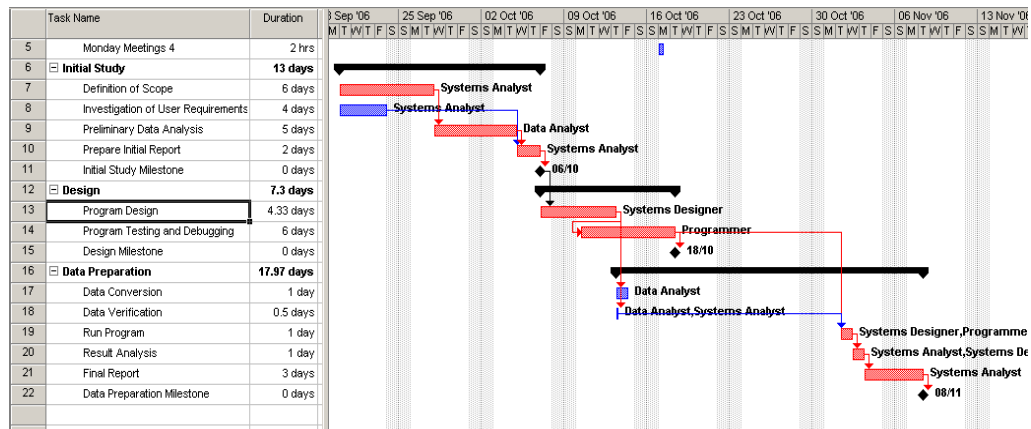 Task Name Duration 3 Sep '06 25 Sep '06 02 Oct '06 09 Oct '06 16 Oct '06 23 Oct '06 30 Oct '06 06 Nov '06 13 Nov '06
M T W T F S S M T W T F S S M T W T F S S M T W T F S S M T W T F S S M T W T F S S M T W T F S S M T W T F S S M T W T
5 Monday Meetings 4 2 hrs
6 Initial Study 13 days
7 Definition of Scope 6 days Systems Analyst
8 Investigation of User Requirements 4 days Systems Analyst
9 Preliminary Data Analysis 5 days Data Analyst
10 Prepare Initial Report 2 days Systems Analyst
11 Initial Study Milestone 0 days 06/10
12 Design 7.3 days
13 Program Design 4.33 days Systems Designer
14 Program Testing and Debugging 6 days Programmer
15 Design Milestone 0 days 18/10
16 Data Preparation 17.97 days
17 Data Conversion 1 day Data Analyst
18 Data Verification 0.5 days Data Analyst,Systems Analyst
19 Run Program 1 day Systems Designer,Programme
20 Result Analysis 1 day Systems Analyst,Systems De
21 Final Report 3 days Systems Analyst
22 Data Preparation Milestone 0 days 08/11